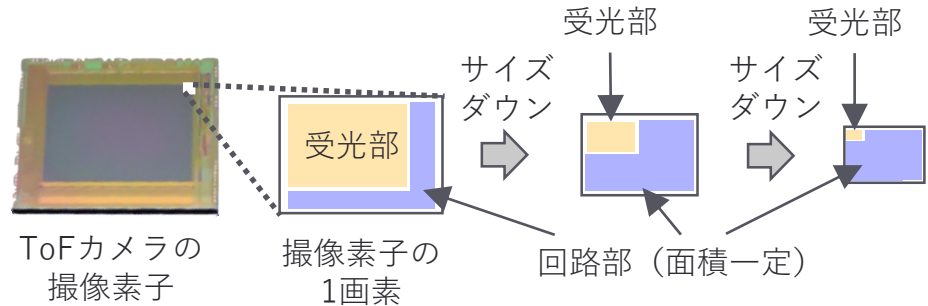 受光部
受光部
サイズ
ダウン
サイズ
ダウン
受光部
ToFカメラの
撮像素子
撮像素子の
1画素
回路部（面積一定）